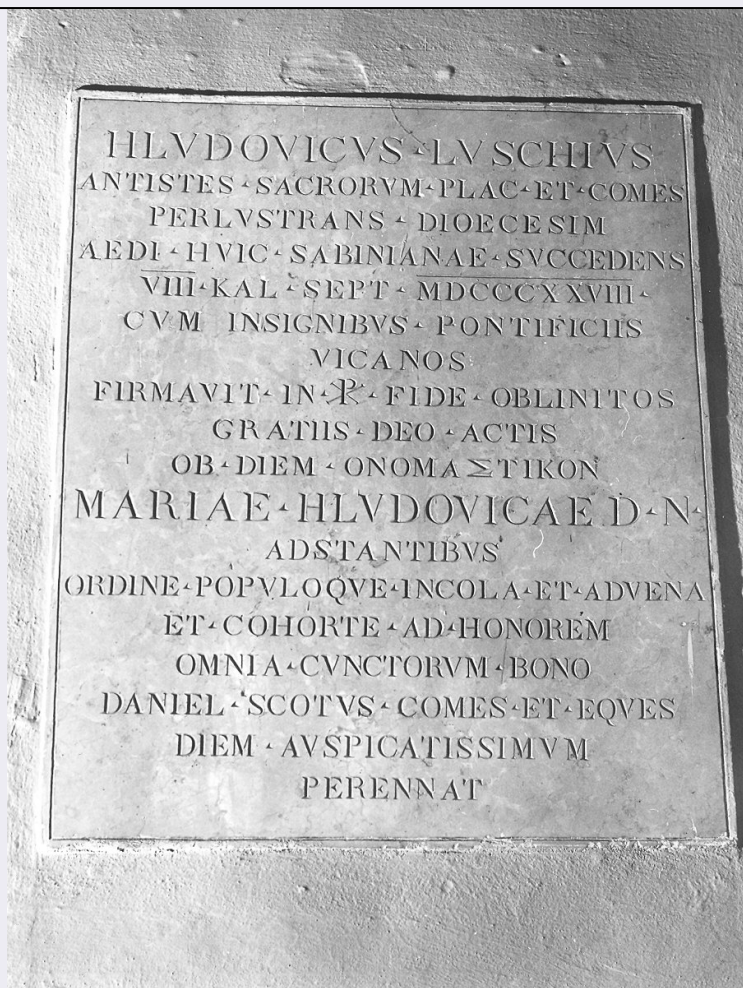 HLVDOVICVS · LVSCHIVS
ANTISTES · SACRORVM · PLAC · ET · COMES
PERLVSTRANS · DIOECESIM
AEDI · HVIC · SABINIANAE · SVCCEDENS
VIII · KAL · SEPT · MDCCCXXVIII ·
CVM INSIGNIBVS · PONTIFICIIS
VICANOS
FIRMAVIT · IN · ☧ · FIDE · OBLINITOS
GRATIIS · DEO · ACTIS
OB · DIEM · ONOMAΣTIKON
MARIAE · HLVDOVICAE D · N ·
ADSTANTIBVS
ORDINE · POPVLOQVE · INCOLA · ET · ADVENA
ET · COHORTE · AD · HONOREM
OMNIA · CVNCTORVM · BONO
DANIEL · SCOTVS · COMES · ET · EQVES
DIEM · AVSPICATISSIMVM
PERENNAT